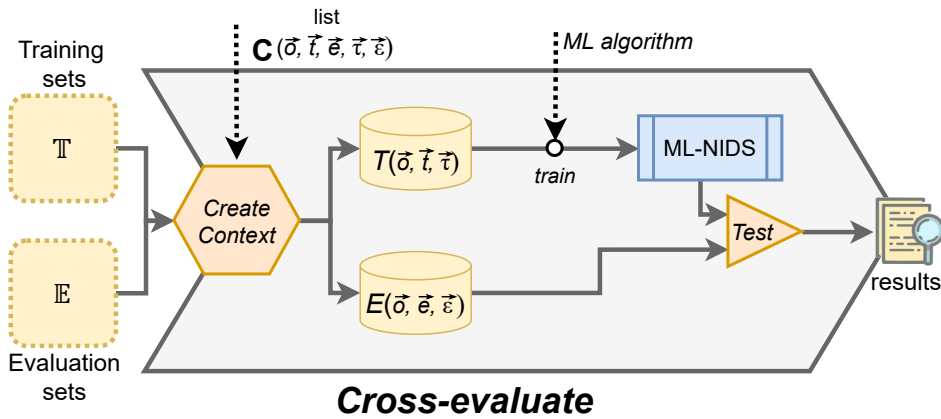 list
C (o⃗, t⃗, e⃗, τ⃗, ε⃗)
ML algorithm
Training
sets
𝕋
T(o⃗, t⃗, τ⃗)
train
ML-NIDS
Create
Context
Test
𝔼
E(o⃗, e⃗, ε⃗)
results
Evaluation
sets
Cross-evaluate